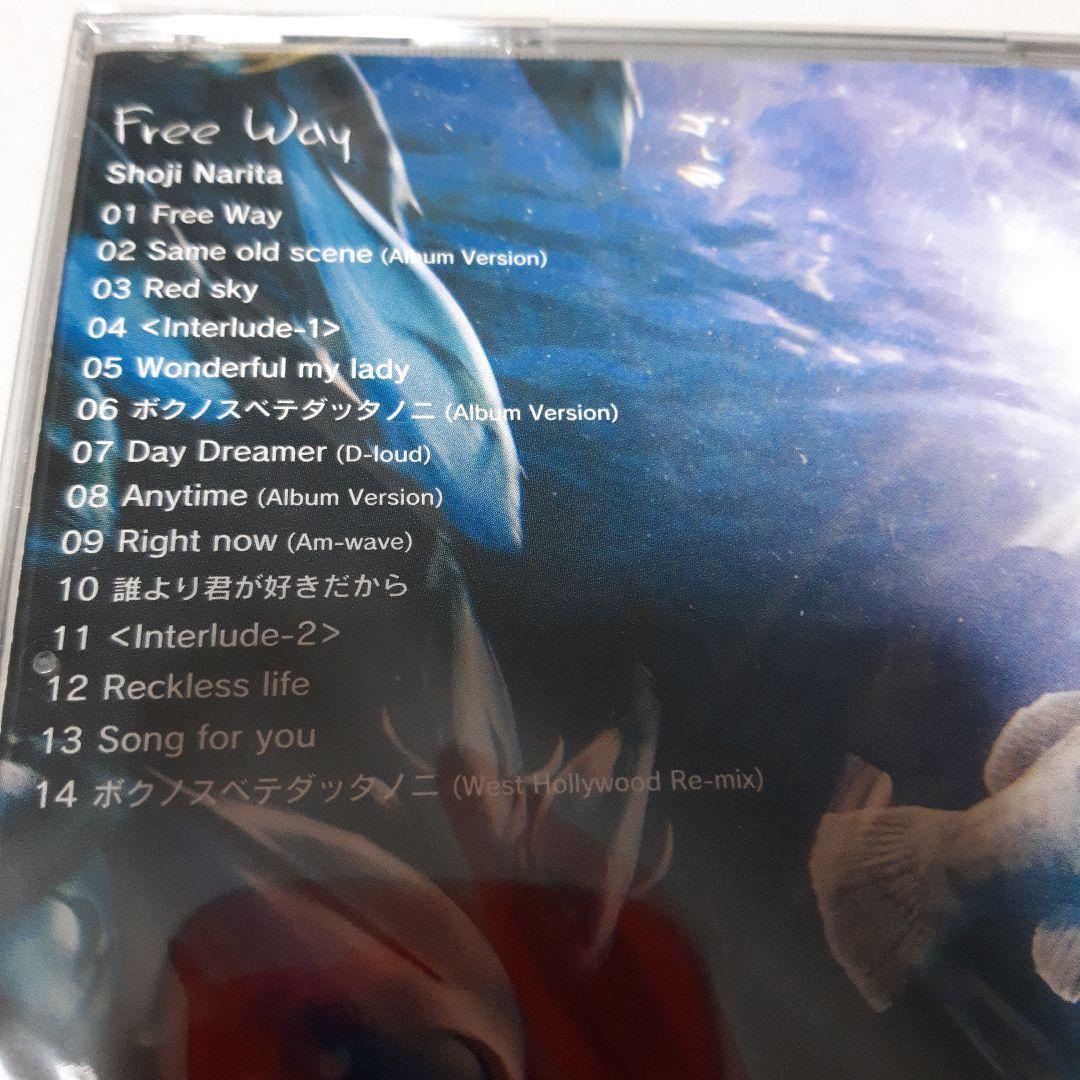 Free Way
Shoji Narita
01 Free Way
02 Same old scene (Album Version)
03 Red sky
04 <Interlude-1>
05 Wonderful my lady
06 ボクノスベテダッタノニ (Album Version)
07 Day Dreamer (D-loud)
08 Anytime (Album Version)
09 Right now (Am-wave)
10 誰より君が好きだから
11 <Interlude-2>
12 Reckless life
13 Song for you
14 ボクノスベテダッタノニ (West Hollywood Re-mix)